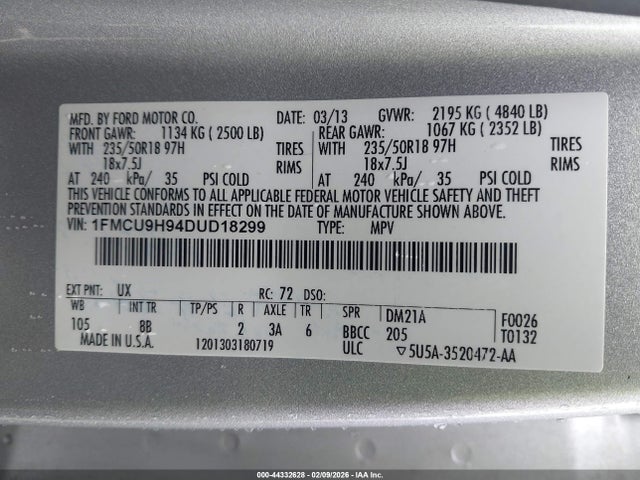 MFD. BY FORD MOTOR CO. DATE: 03/13 GVWR: 2195 KG ( 4840 LB)
FRONT GAWR: 1134 KG ( 2500 LB) REAR GAWR: 1067 KG ( 2352 LB)
WITH 235/50R18 97H TIRES WITH 235/50R18 97H TIRES
18x7.5J RIMS 18x7.5J RIMS
AT 240 kPa/ 35 PSI COLD AT 240 kPa/ 35 PSI COLD
THIS VEHICLE CONFORMS TO ALL APPLICABLE FEDERAL MOTOR VEHICLE SAFETY AND THEFT
PREVENTION STANDARDS IN EFFECT ON THE DATE OF MANUFACTURE SHOWN ABOVE.
VIN: 1FMCU9H94DUD18299 TYPE: MPV
EXT PNT: UX RC: 72 DSO:
WB INT TR TP/PS R AXLE TR SPR DM21A F0026
105 BB 2 3A 6 BBCC 205 T0132
MADE IN U.S.A. 1201303180719 ULC ▽5U5A-3520472-AA
000-44332628 - 02/09/2026 - IAA Inc.